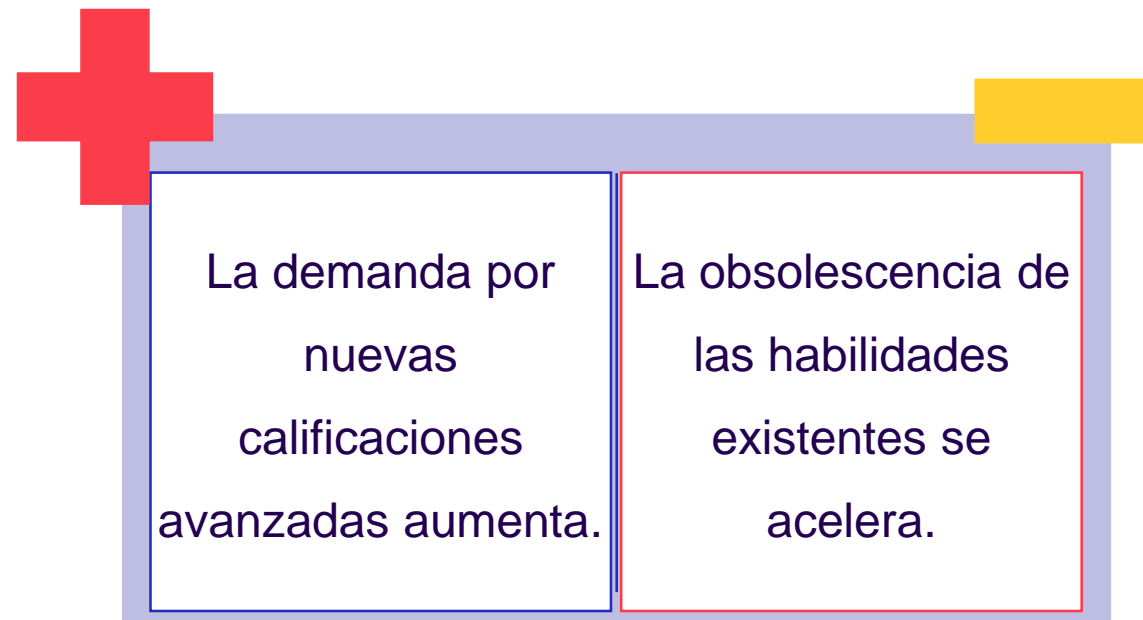 La demanda por
nuevas
calificaciones
avanzadas aumenta.
La obsolescencia de
las habilidades
existentes se
acelera.